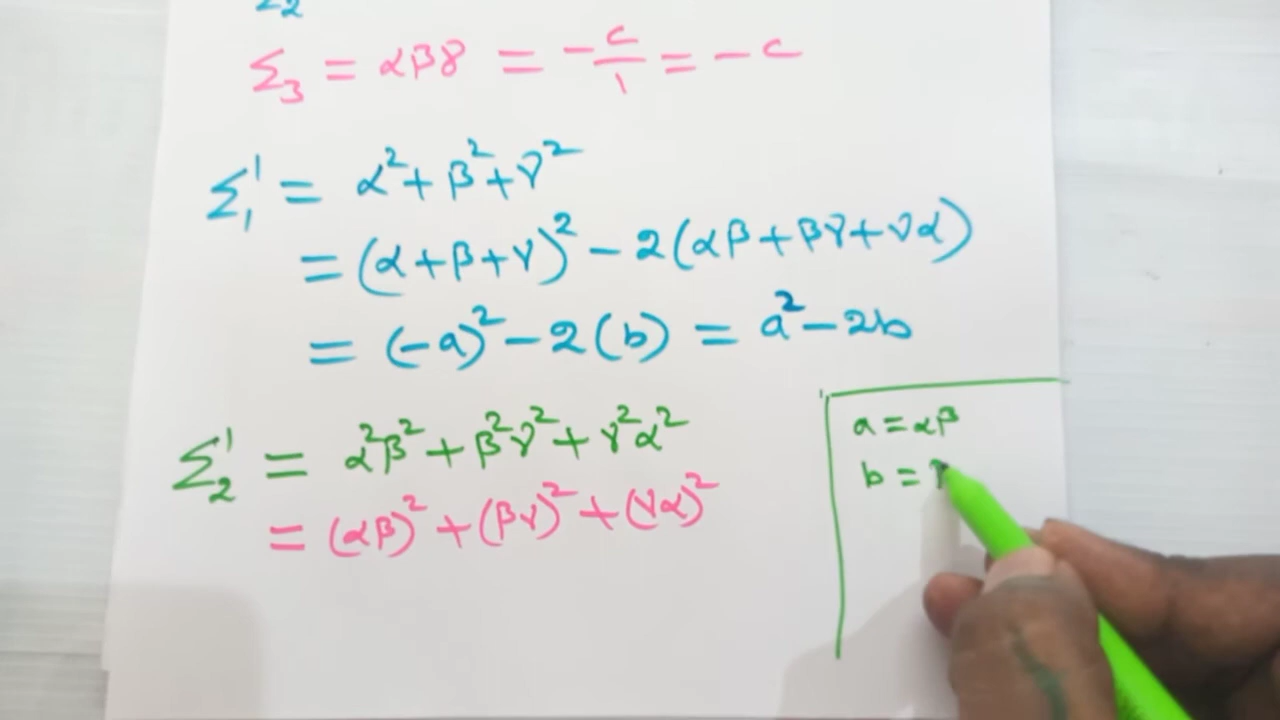 Σ₂
Σ₃ = αβγ = -c/1 = -c
Σ₁' = α² + β² + γ²
= (α + β + γ)² - 2(αβ + βγ + γα)
= (-a)² - 2(b) = a² - 2b
Σ₂' = α²β² + β²γ² + γ²α²
= (αβ)² + (βγ)² + (γα)²
a = αβ
b =